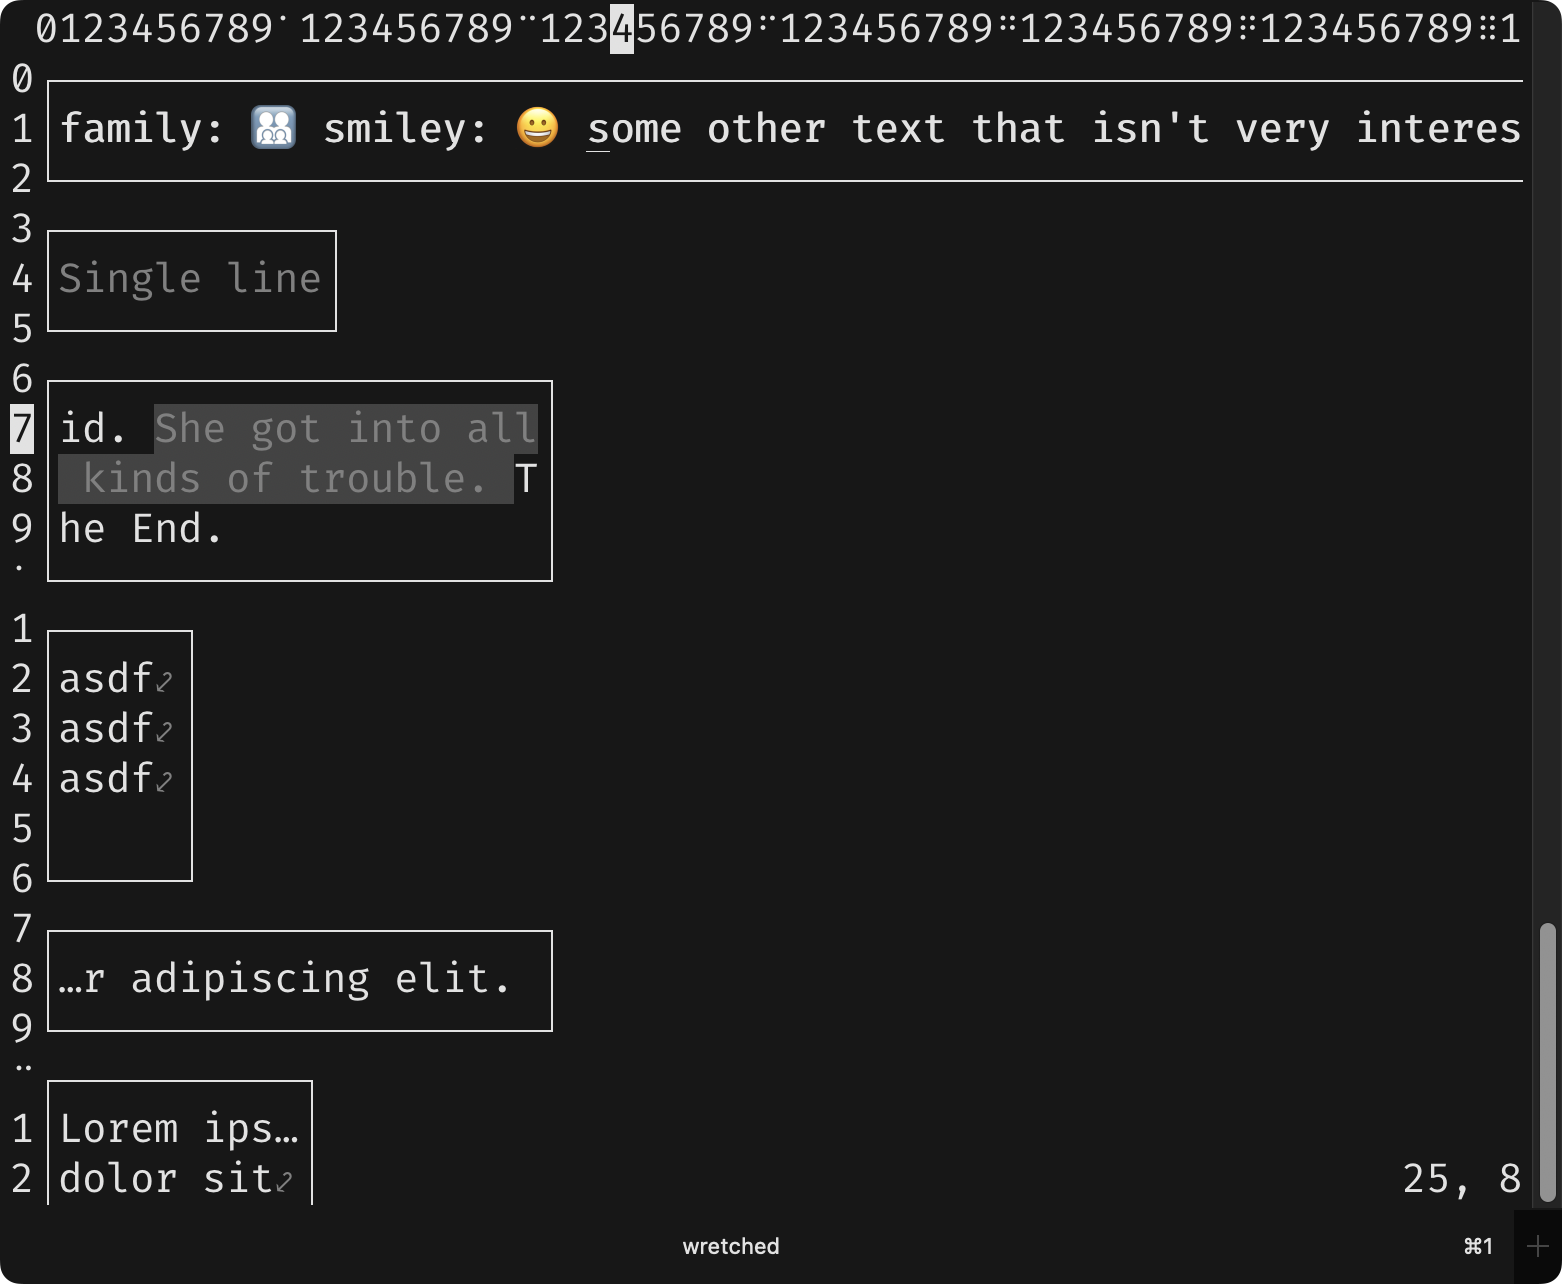 0123456789· 123456789¨123456789⠋123456789⠛123456789⠟123456789⠿1
0
1 family: 👨‍👩‍👧‍👦 smiley: 😀 some other text that isn't very interes
2
3
4 Single line
5
6
7 id. She got into all
8  kinds of trouble. T
9 he End.
·
1
2 asdf⤦
3 asdf⤦
4 asdf⤦
5
6
7
8 …r adipiscing elit.
9
¨
1 Lorem ips…
2 dolor sit⤦ 25, 8
wretched ⌘1 +